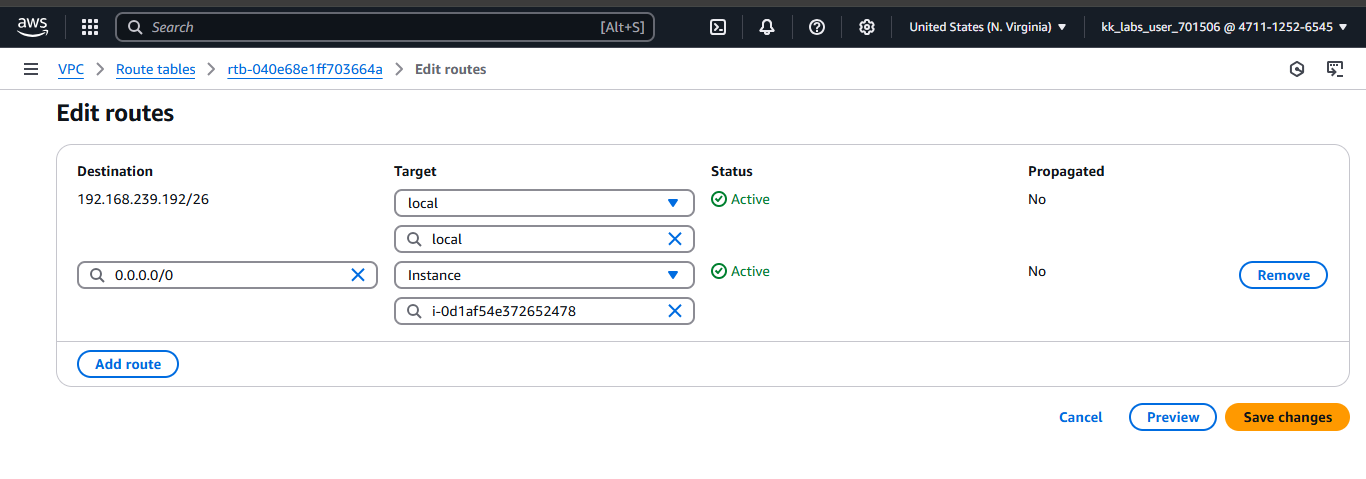 aws Search [Alt+S] United States (N. Virginia) kk_labs_user_701506 @ 4711-1252-6545
VPC Route tables rtb-040e68e1ff703664a Edit routes
Edit routes
Destination Target Status Propagated
192.168.239.192/26 local Active No
local
0.0.0.0/0 Instance Active No Remove
i-0d1af54e372652478
Add route
Cancel Preview Save changes